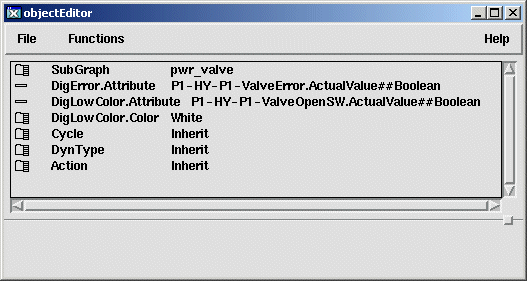 objectEditor
File Functions Help
SubGraph pwr_valve
DigError.Attribute P1-HY-P1-ValveError.ActualValue##Boolean
DigLowColor.Attribute P1-HY-P1-ValveOpenSW.ActualValue##Boolean
DigLowColor.Color White
Cycle Inherit
DynType Inherit
Action Inherit